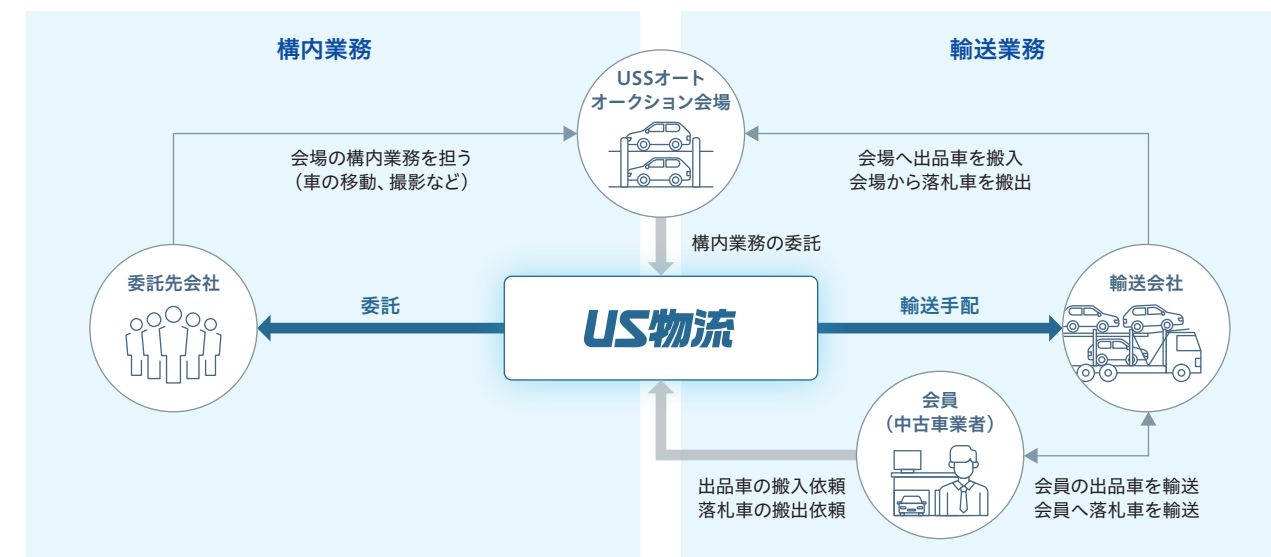 構内業務
輸送業務
USSオート
オークション会場
会場の構内業務を担う
（車の移動、撮影など）
会場へ出品車を搬入
会場から落札車を搬出
構内業務の委託
委託先会社
委託
US物流
輸送手配
輸送会社
会員
（中古車業者）
出品車の搬入依頼
落札車の搬出依頼
会員の出品車を輸送
会員へ落札車を輸送